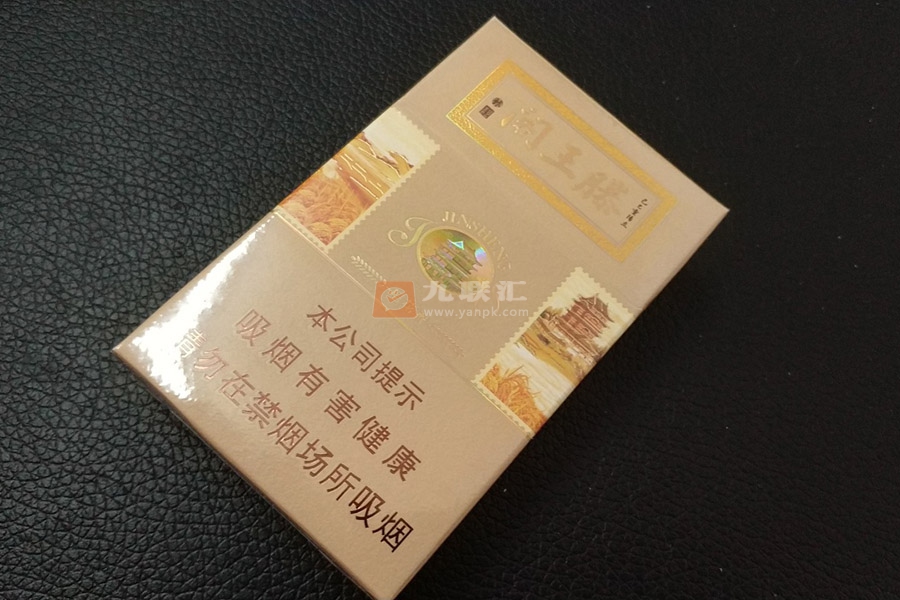 滕王阁
JINSHENG
九联汇
www.yanpk.com
本公司提示
吸烟有害健康
请勿在禁烟场所吸烟